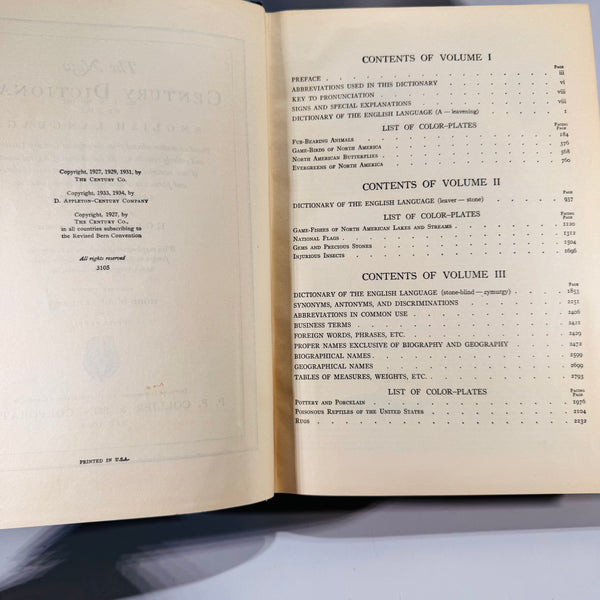 Copyright, 1927, 1929, 1931, by
The Century Co.
Copyright, 1933, 1934, by
D. Appleton-Century Company
Copyright, 1927, by
The Century Co.,
in all countries subscribing to
the Revised Bern Convention
All rights reserved
3105
PRINTED IN U.S.A.
CONTENTS OF VOLUME I
PAGE
PREFACE . . . iii
ABBREVIATIONS USED IN THIS DICTIONARY . . . vi
KEY TO PRONUNCIATION . . . viii
SIGNS AND SPECIAL EXPLANATIONS . . . viii
DICTIONARY OF THE ENGLISH LANGUAGE (A — leavening) . . . 1
LIST OF COLOR-PLATES
FACING PAGE
Fur-Bearing Animals . . . 184
Game-Birds of North America . . . 376
North American Butterflies . . . 568
Evergreens of North America . . . 760
CONTENTS OF VOLUME II
PAGE
DICTIONARY OF THE ENGLISH LANGUAGE (leaver — stone) . . . 937
LIST OF COLOR-PLATES
FACING PAGE
Game-Fishes of North American Lakes and Streams . . . 1120
National Flags . . . 1312
Gems and Precious Stones . . . 1504
Injurious Insects . . . 1696
CONTENTS OF VOLUME III
PAGE
DICTIONARY OF THE ENGLISH LANGUAGE (stone-blind — zymurgy) . . . 1853
SYNONYMS, ANTONYMS, AND DISCRIMINATIONS . . . 2251
ABBREVIATIONS IN COMMON USE . . . 2406
BUSINESS TERMS . . . 2421
FOREIGN WORDS, PHRASES, ETC. . . . 2429
PROPER NAMES EXCLUSIVE OF BIOGRAPHY AND GEOGRAPHY . . . 2472
BIOGRAPHICAL NAMES . . . 2599
GEOGRAPHICAL NAMES . . . 2699
TABLES OF MEASURES, WEIGHTS, ETC. . . . 2793
LIST OF COLOR-PLATES
FACING PAGE
Pottery and Porcelain . . . 1976
Poisonous Reptiles of the United States . . . 2104
Rugs . . . 2232